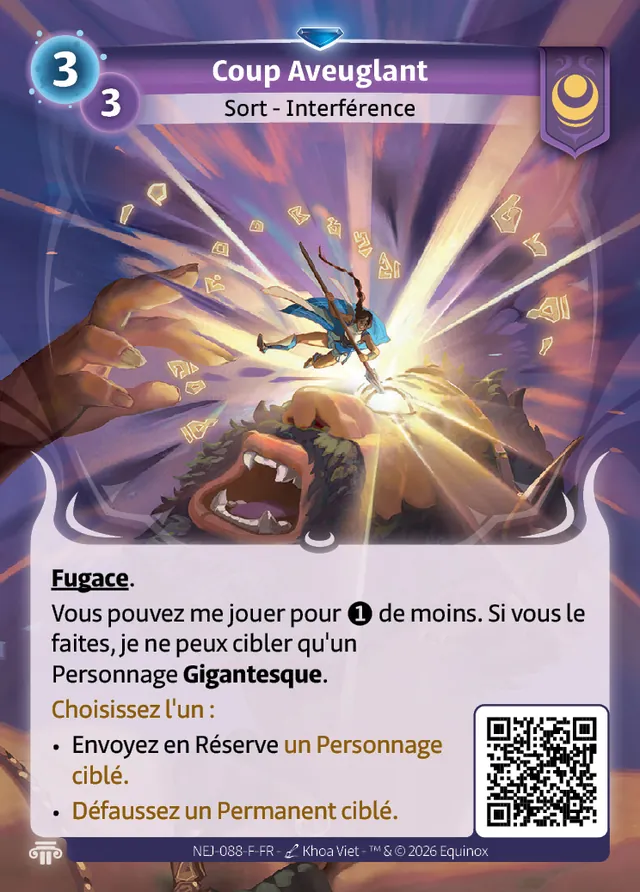 3
3
Coup Aveuglant
Sort - Interférence
Fugace.
Vous pouvez me jouer pour 1 de moins. Si vous le
faites, je ne peux cibler qu'un
Personnage Gigantesque.
Choisissez l'un :
• Envoyez en Réserve un Personnage
ciblé.
• Défaussez un Permanent ciblé.
NEJ-088-F-FR - Khoa Viet - ™ & © 2026 Equinox